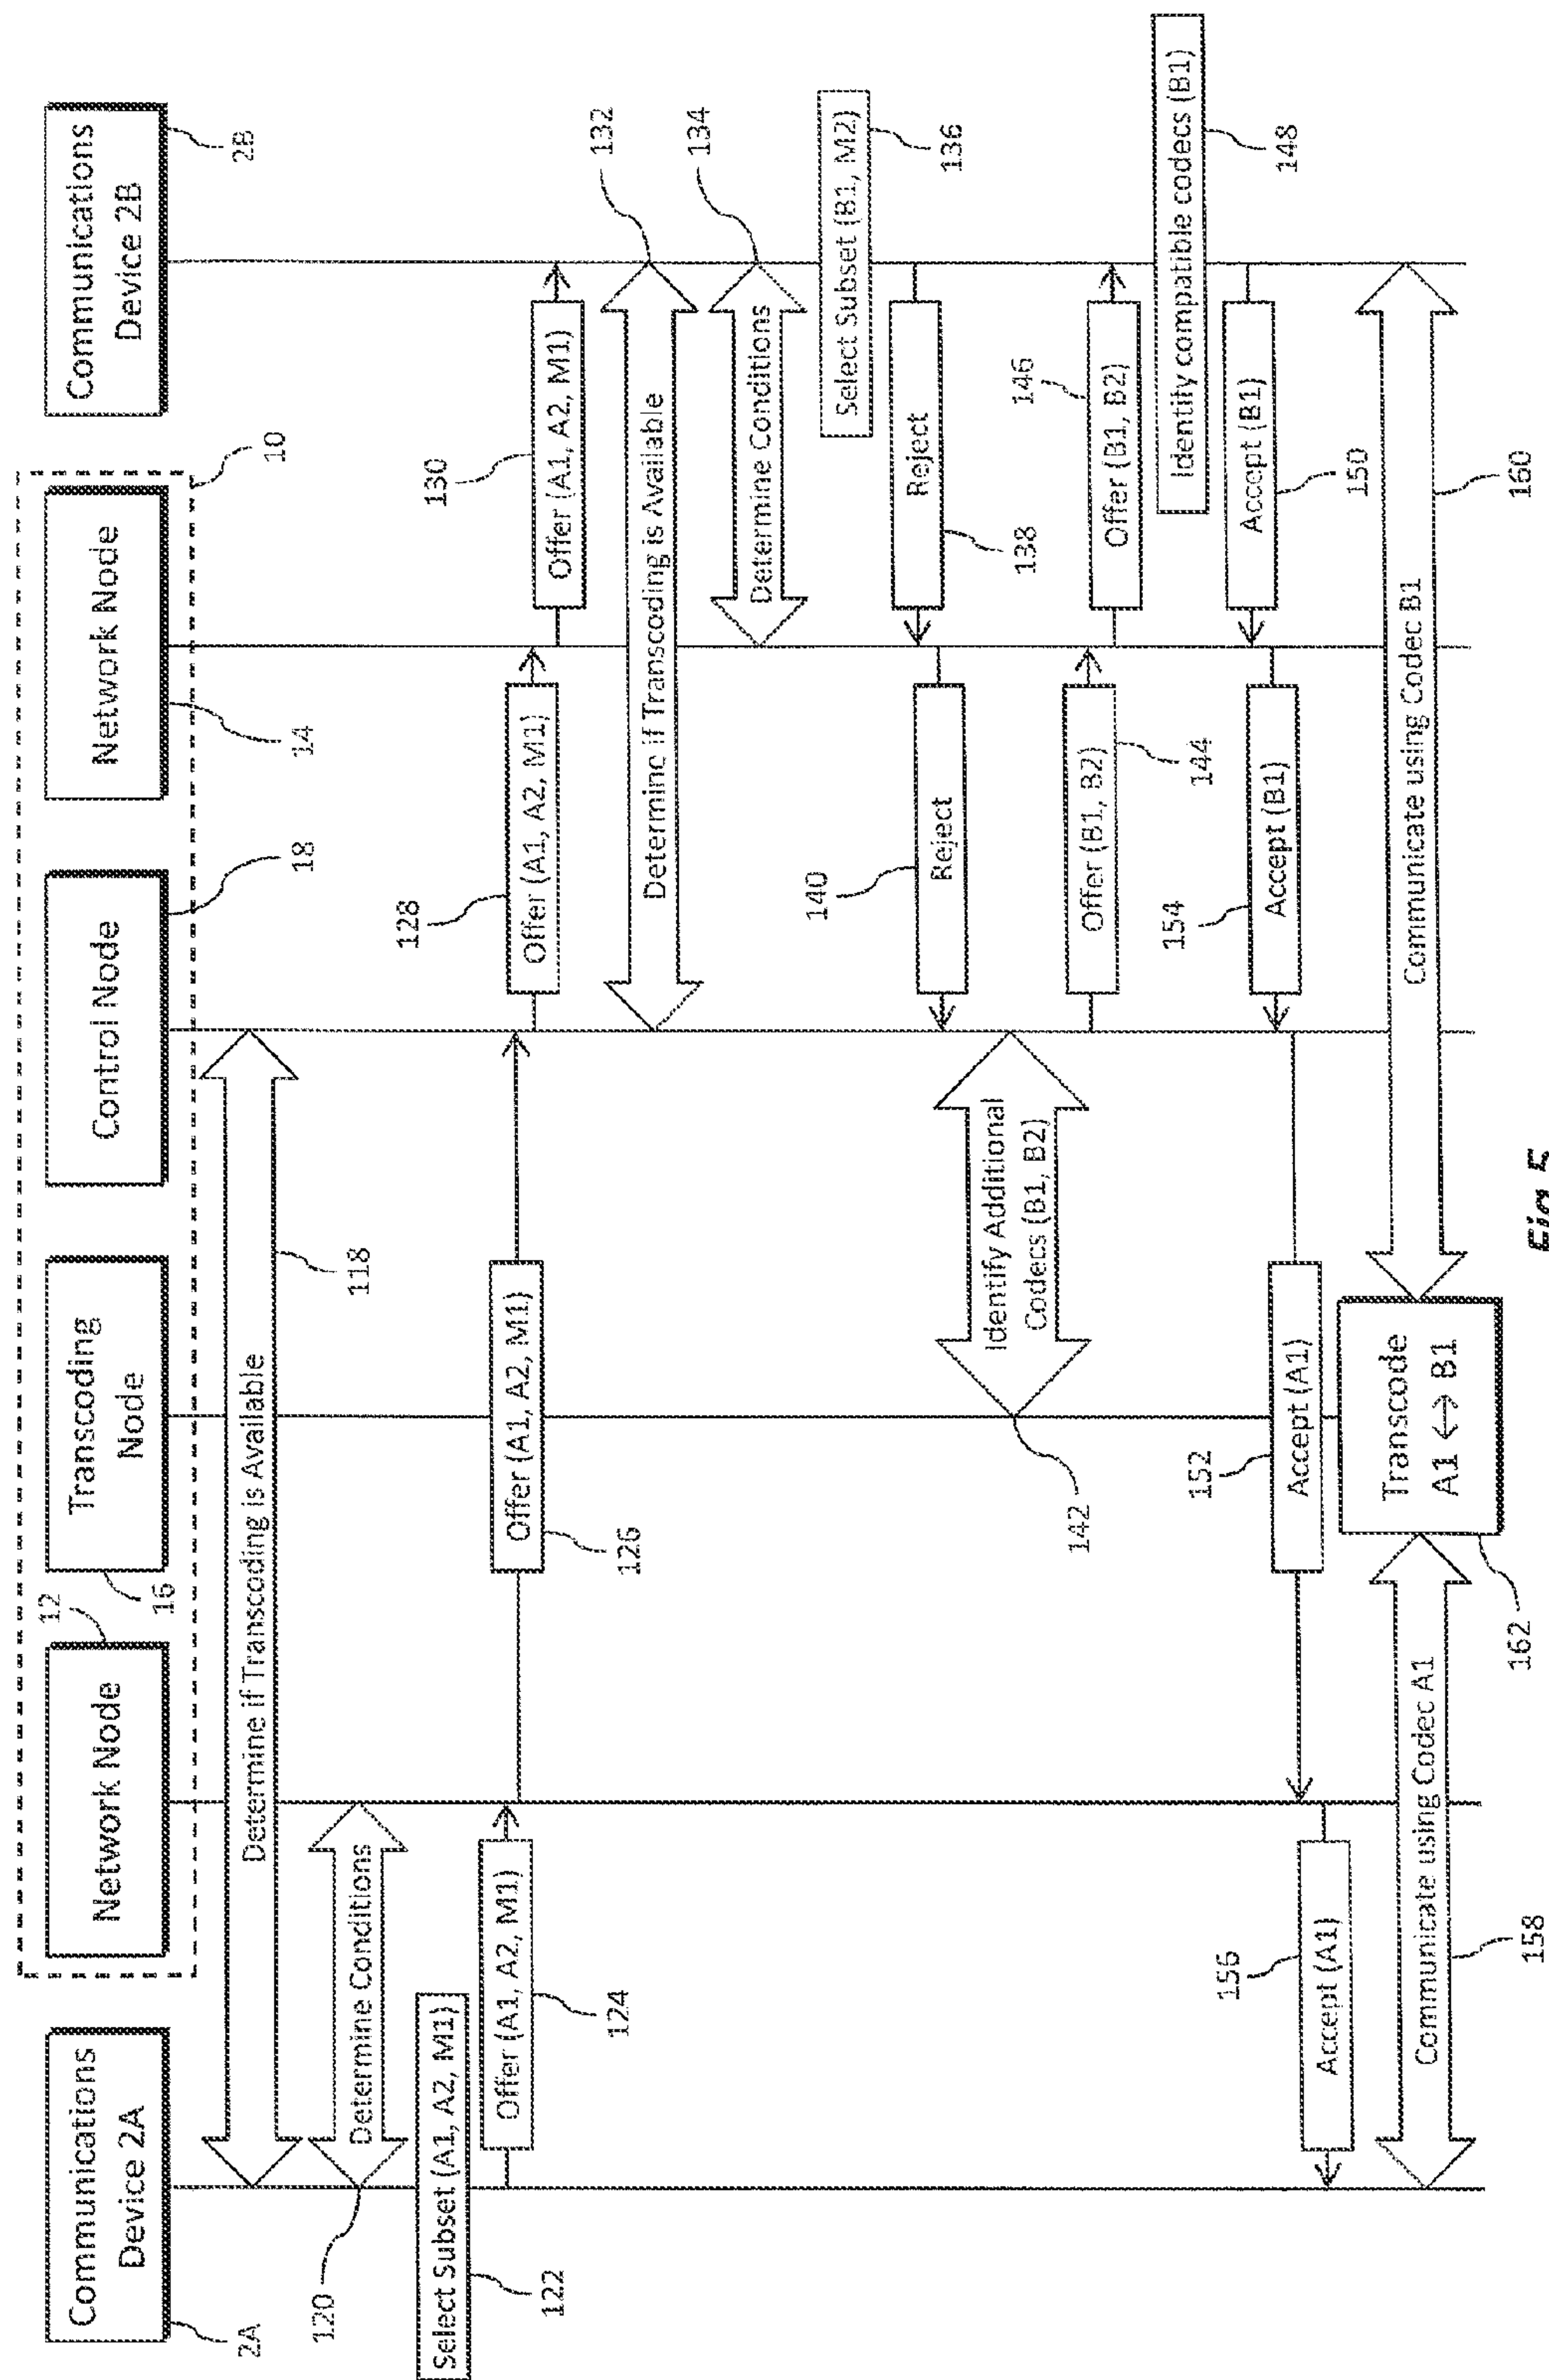 Communications
Device 2A
2A
Network Node
12
Transcoding
Node
16
Control Node
18
Network Node
14
10
Communications
Device 2B
2B
Determine if Transcoding is Available
118
Determine Conditions
120
Select Subset (A1, A2, M1)
122
Offer (A1, A2, M1)
124
Offer (A1, A2, M1)
126
128
Offer (A1, A2, M1)
130
Offer (A1, A2, M1)
Determine if Transcoding is Available
132
Determine Conditions
134
Select Subset (B1, M2)
136
Reject
138
140
Reject
Identify Additional
Codecs (B1, B2)
142
Offer (B1, B2)
144
146
Offer (B1, B2)
Identify compatible codecs (B1)
148
Accept (B1)
150
154
Accept (B1)
152
Accept (A1)
156
Accept (A1)
Communicate using Codec A1
158
Transcode
A1 ↔ B1
162
Communicate using Codec B1
160
Fig 5